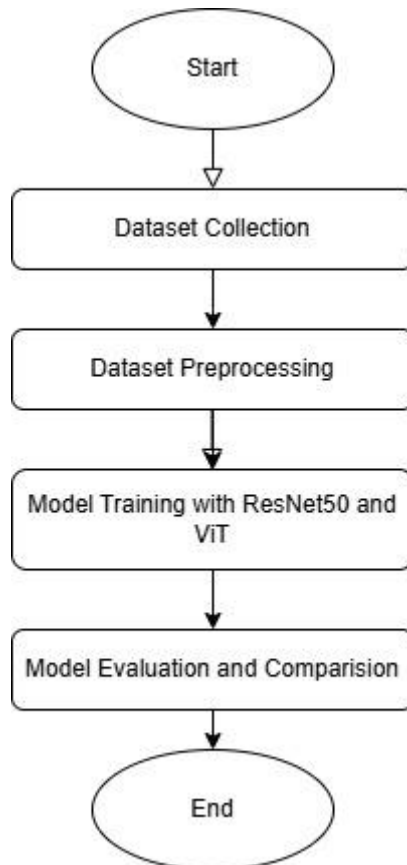 Start
Dataset Collection
Dataset Preprocessing
Model Training with ResNet50 and
ViT
Model Evaluation and Comparision
End